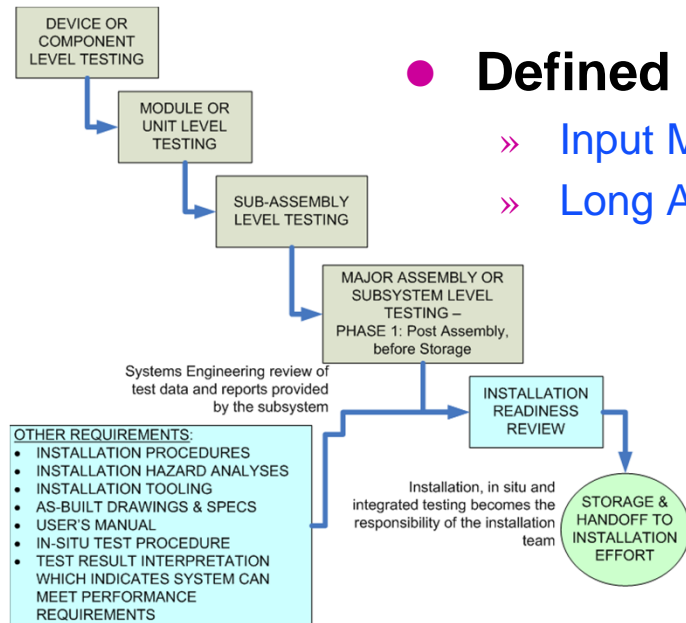 DEVICE OR
COMPONENT
LEVEL TESTING
● Defined
» Input M
» Long A
MODULE OR
UNIT LEVEL
TESTING
SUB-ASSEMBLY
LEVEL TESTING
MAJOR ASSEMBLY OR
SUBSYSTEM LEVEL
TESTING –
PHASE 1: Post Assembly,
before Storage
Systems Engineering review of
test data and reports provided
by the subsystem
INSTALLATION
READINESS
REVIEW
OTHER REQUIREMENTS:
• INSTALLATION PROCEDURES
• INSTALLATION HAZARD ANALYSES
• INSTALLATION TOOLING
• AS-BUILT DRAWINGS & SPECS
• USER'S MANUAL
• IN-SITU TEST PROCEDURE
• TEST RESULT INTERPRETATION
WHICH INDICATES SYSTEM CAN
MEET PERFORMANCE
REQUIREMENTS
Installation, in situ and
integrated testing becomes the
responsibility of the installation
team
STORAGE &
HANDOFF TO
INSTALLATION
EFFORT